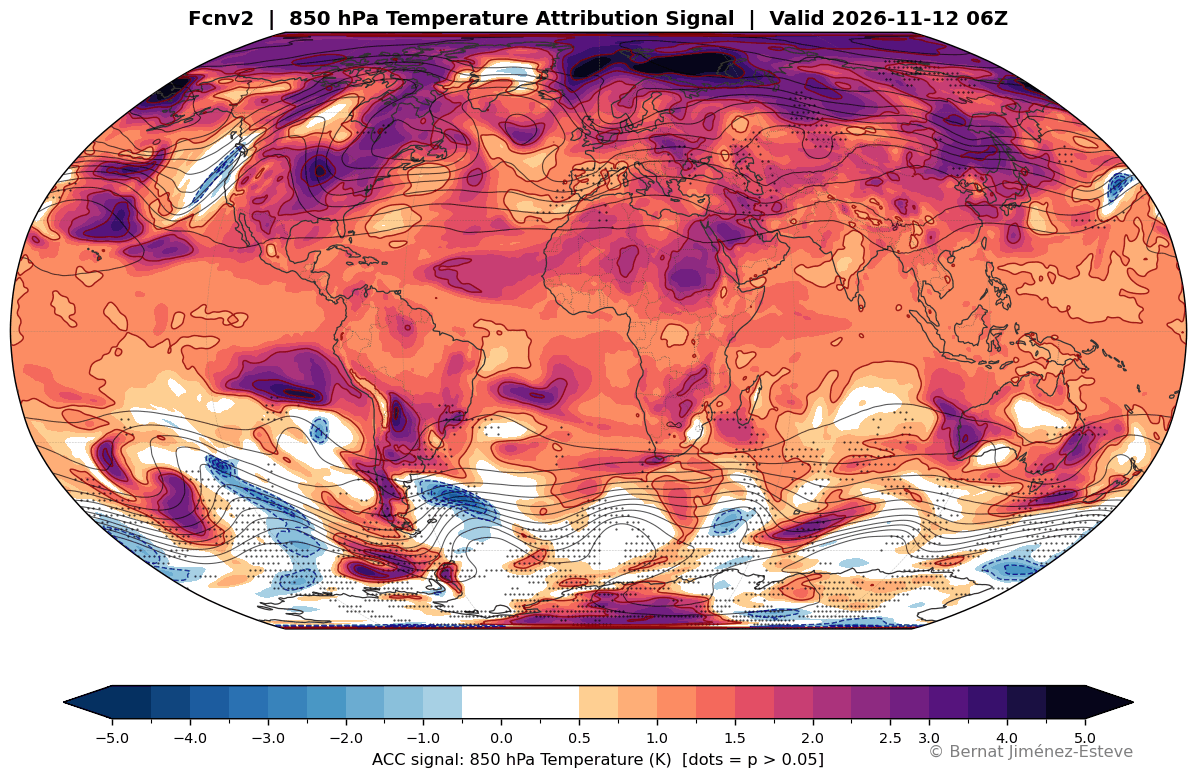 Fcnv2 | 850 hPa Temperature Attribution Signal | Valid 2026-11-12 06Z
−5.0 −4.0 −3.0 −2.0 −1.0 0.0 0.5 1.0 1.5 2.0 2.5 3.0 4.0 5.0
© Bernat Jiménez-Esteve
ACC signal: 850 hPa Temperature (K) [dots = p > 0.05]